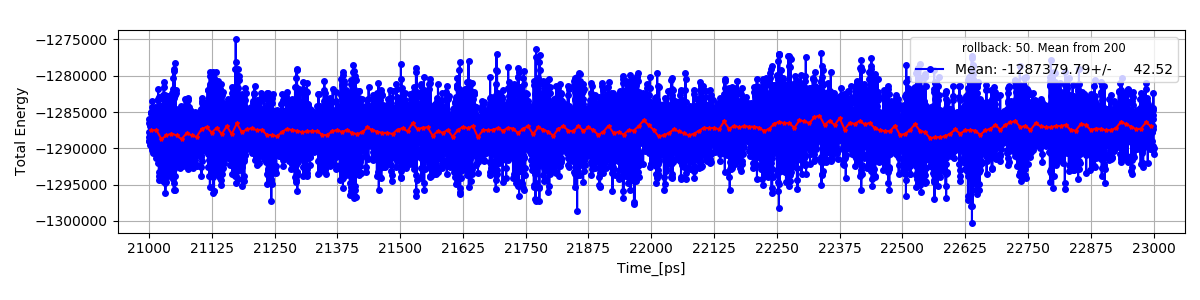 Total Energy
−1275000
−1280000
−1285000
−1290000
−1295000
−1300000
rollback: 50. Mean from 200
Mean: -1287379.79+/-     42.52
21000 21125 21250 21375 21500 21625 21750 21875 22000 22125 22250 22375 22500 22625 22750 22875 23000
Time_[ps]